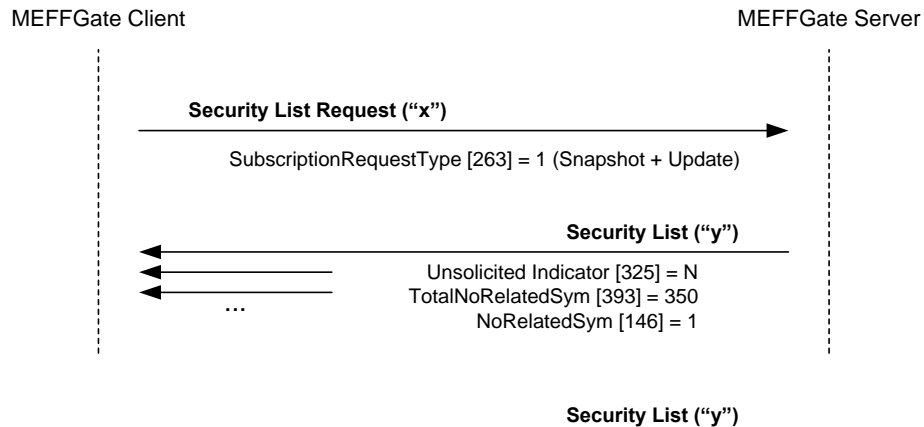 MEFFGate Client
MEFFGate Server
Security List Request (“x”)
SubscriptionRequestType [263] = 1 (Snapshot + Update)
Security List (“y”)
Unsolicited Indicator [325] = N
TotalNoRelatedSym [393] = 350
NoRelatedSym [146] = 1
...
Security List (“y”)